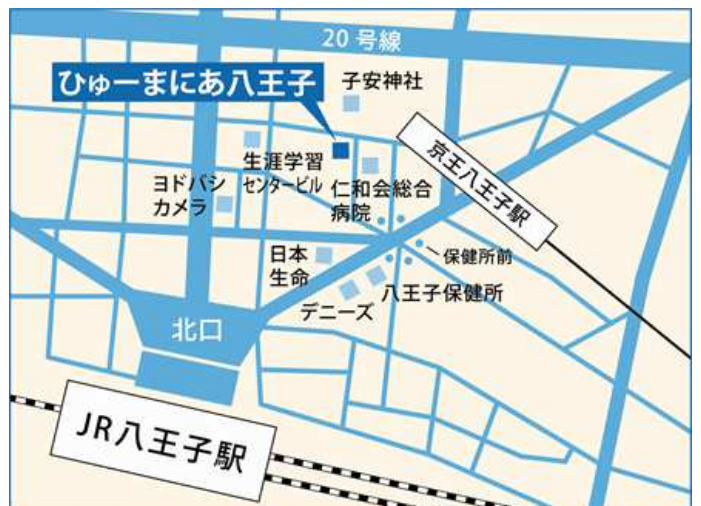 20号線
ひゅーまにあ八王子
子安神社
京王八王子駅
生涯学習
センタービル
仁和会総合
病院
ヨドバシ
カメラ
日本
生命
保健所前
八王子保健所
デニーズ
北口
JR八王子駅